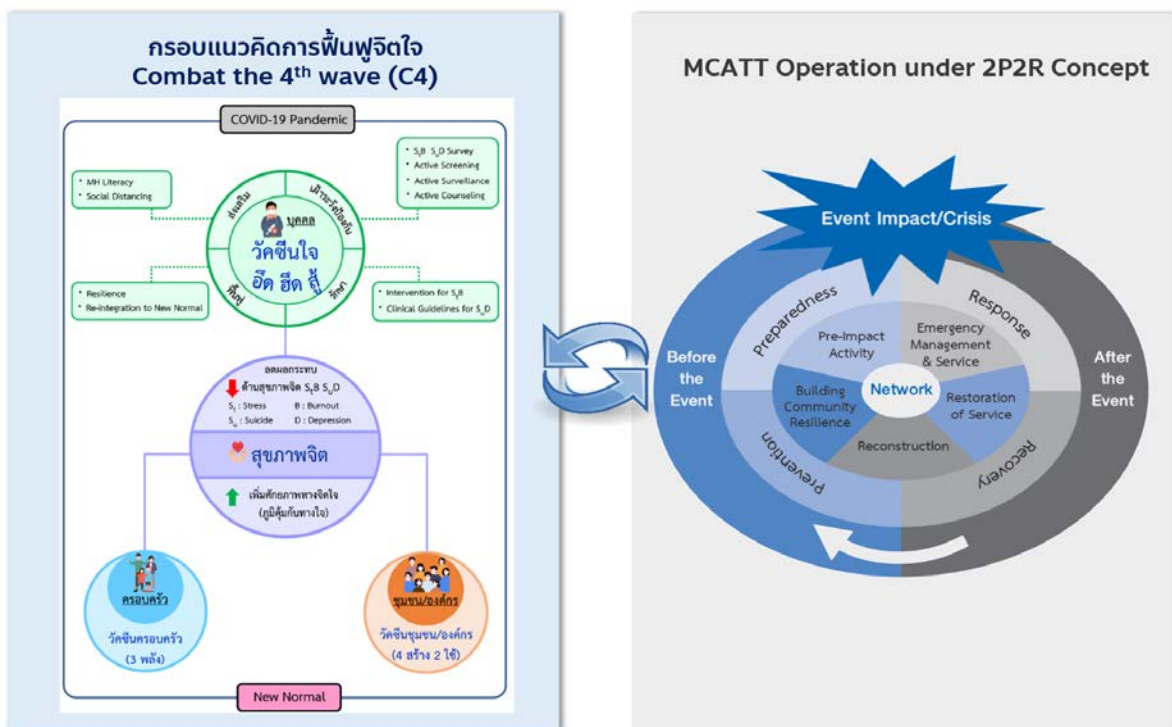 กรอบแนวคิดการฟื้นฟูจิตใจ
Combat the 4th wave (C4)
COVID-19 Pandemic
• MH Literacy
• Social Distancing
• StB SuD Survey
• Active Screening
• Active Surveillance
• Active Counseling
ส่งเสริม
เฝ้าระวังป้องกัน
บุคคล
วัคซีนใจ
อึด ฮึด สู้
ฟื้นฟู
รักษา
• Resilience
• Re-integration to New Normal
• Intervention for StB
• Clinical Guidelines for SuD
ลดผลกระทบ
ด้านสุขภาพจิต StB SuD
St : Stress B : Burnout
Su : Suicide D : Depression
สุขภาพจิต
เพิ่มศักยภาพทางจิตใจ
(ภูมิคุ้มกันทางใจ)
ครอบครัว
วัคซีนครอบครัว
(3 พลัง)
ชุมชน/องค์กร
วัคซีนชุมชน/องค์กร
(4 สร้าง 2 ใช้)
New Normal
MCATT Operation under 2P2R Concept
Event Impact/Crisis
Preparedness
Response
Pre-Impact
Activity
Emergency
Management
& Service
Before
the
Event
After
the
Event
Network
Building
Community
Resilience
Restoration
of Service
Reconstruction
Prevention
Recovery